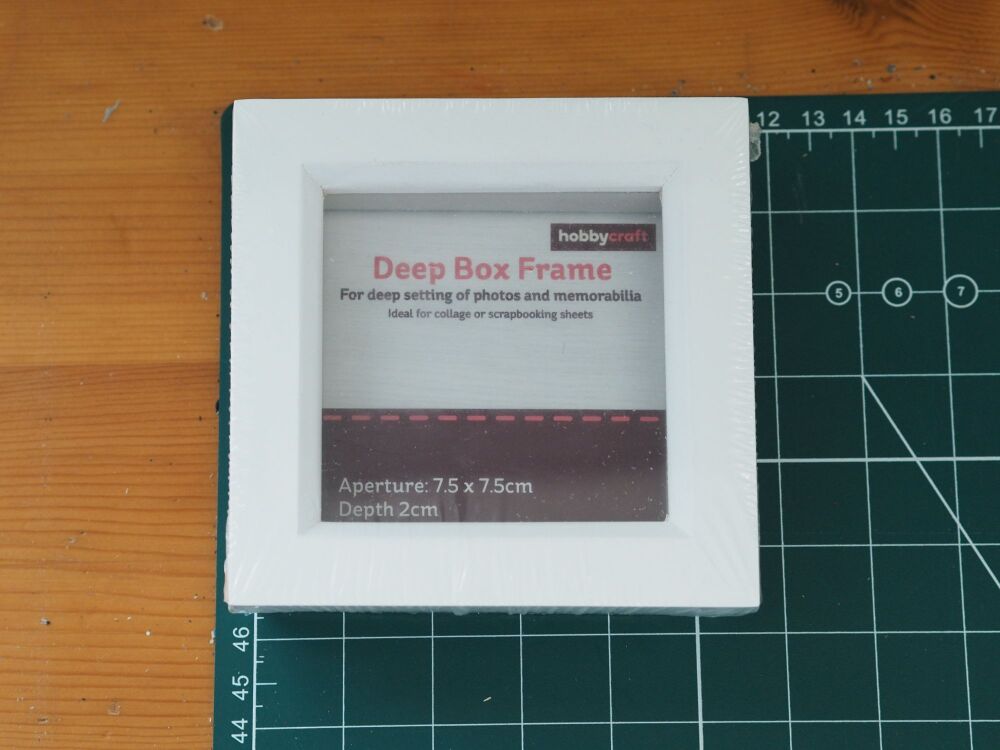 hobbycraft
Deep Box Frame
For deep setting of photos and memorabilia
Ideal for collage or scrapbooking sheets
Aperture: 7.5 x 7.5cm
Depth 2cm
12 13 14 15 16 17
5 6 7
46
45
44